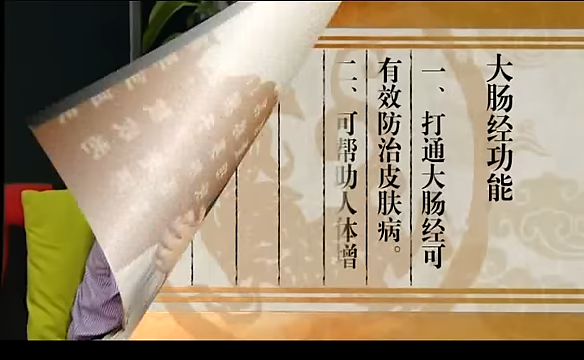 大肠经功能
一、打通大肠经可
有效防治皮肤病。
二、可帮助人体增